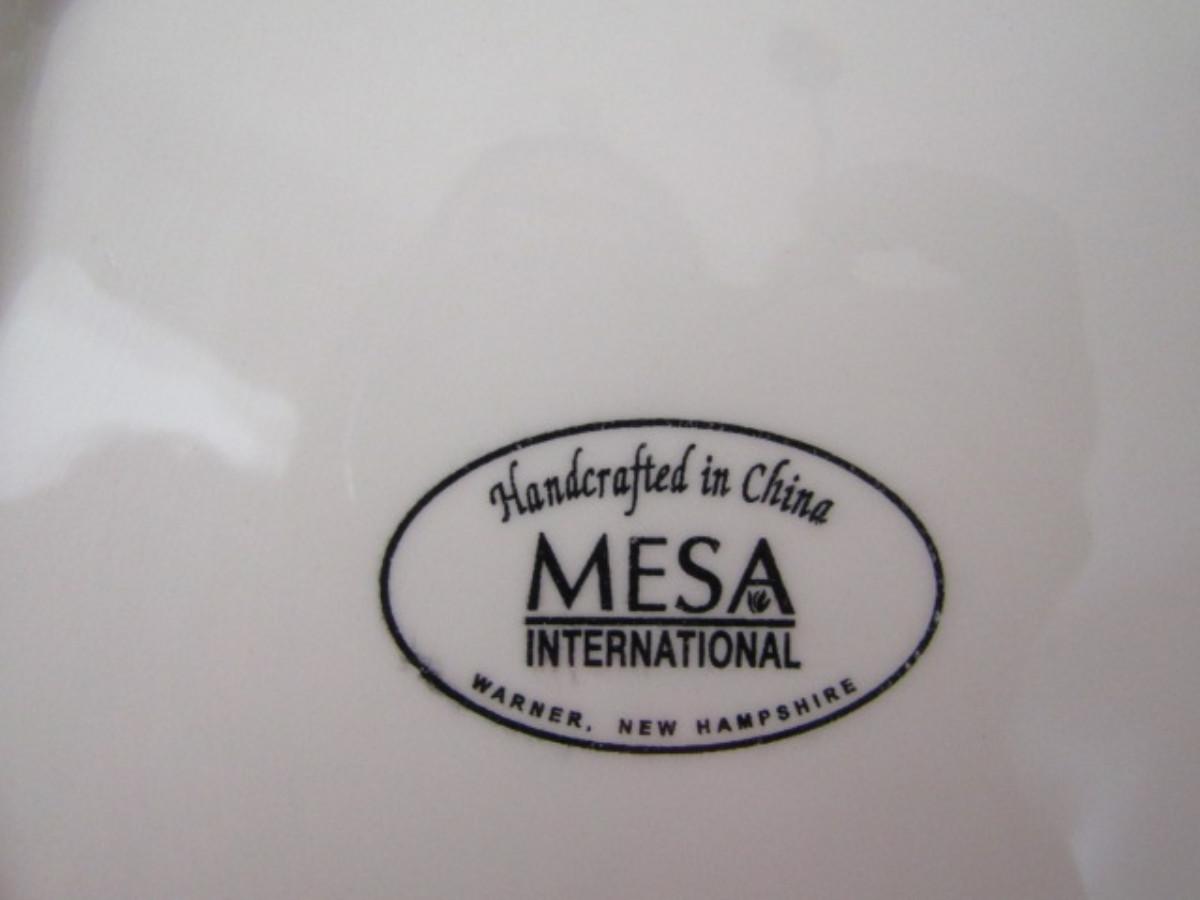 Handcrafted in China
MESA
INTERNATIONAL
WARNER, NEW HAMPSHIRE